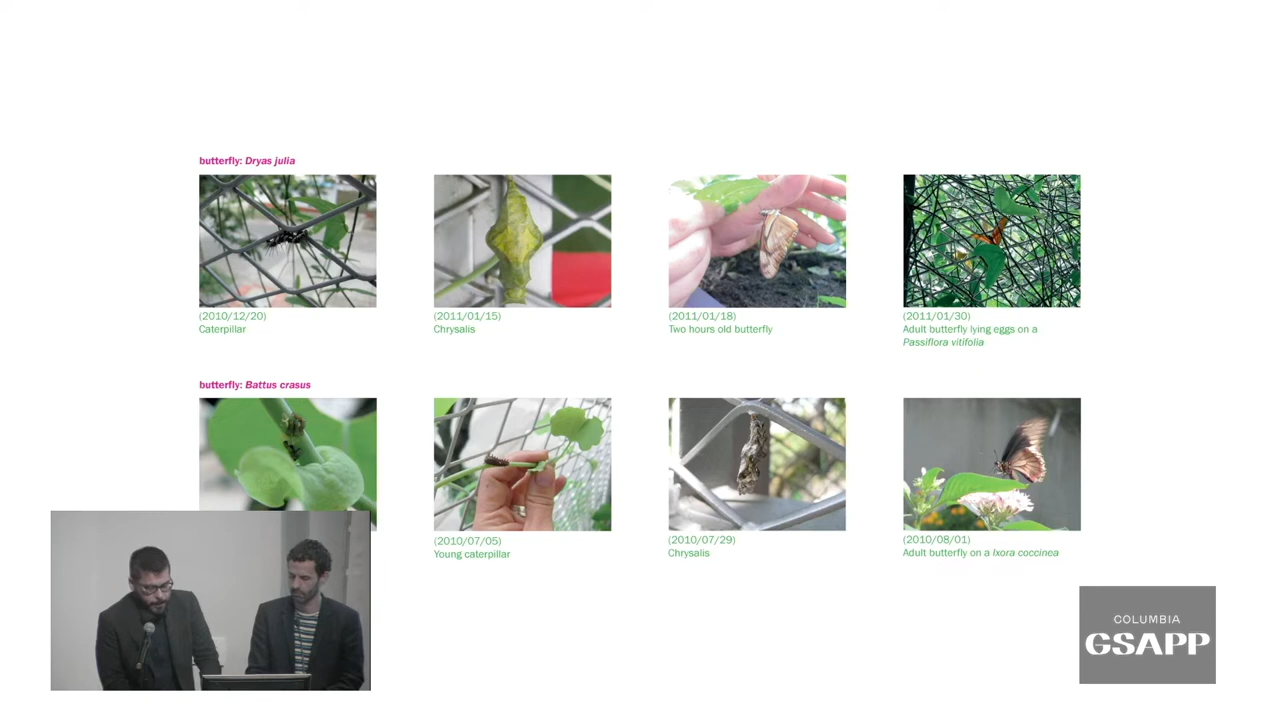 butterfly: Dryas julia
(2010/12/20)
Caterpillar
(2011/01/15)
Chrysalis
(2011/01/18)
Two hours old butterfly
(2011/01/30)
Adult butterfly lying eggs on a
Passiflora vitifolia
butterfly: Battus crasus
(2010/07/05)
Young caterpillar
(2010/07/29)
Chrysalis
(2010/08/01)
Adult butterfly on a Ixora coccinea
COLUMBIA
GSAPP